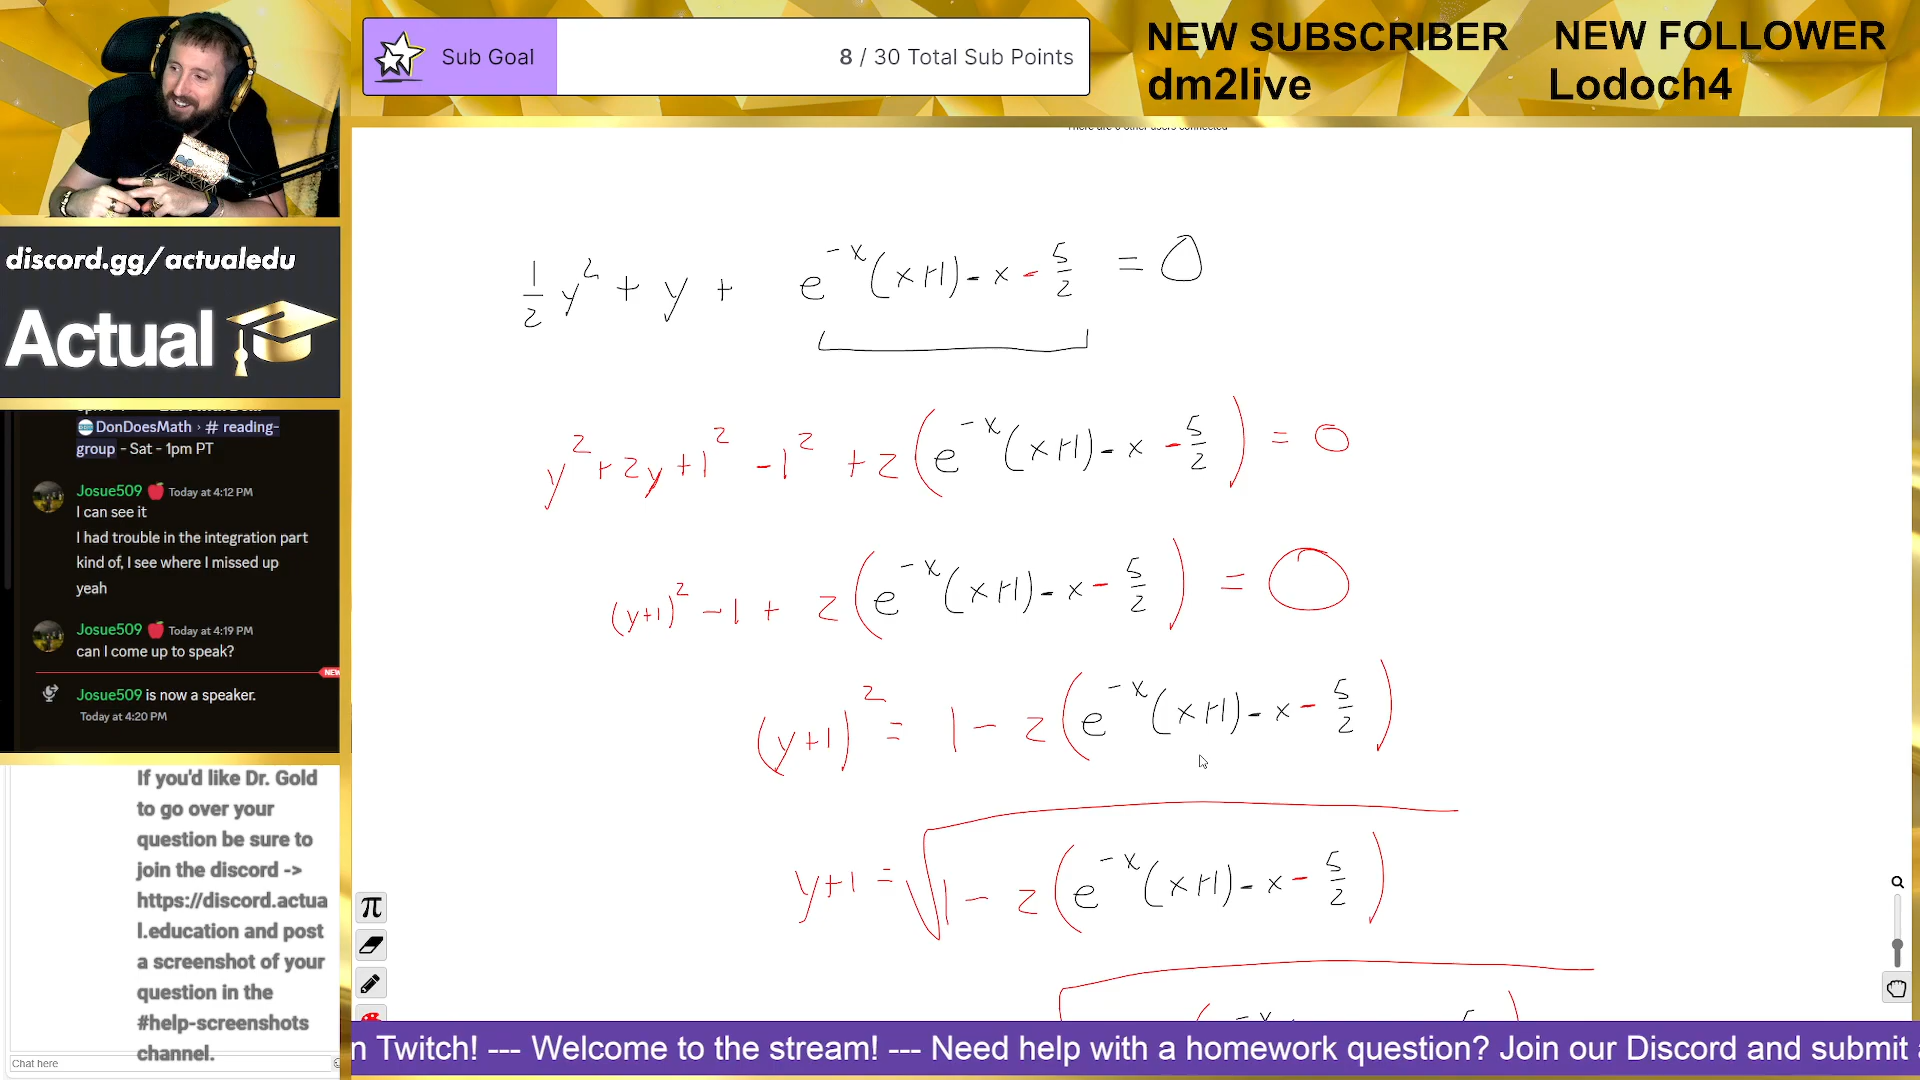 Sub Goal
8 / 30 Total Sub Points
NEW SUBSCRIBER
dm2live
NEW FOLLOWER
Lodoch4
discord.gg/actualedu
Actual
DonDoesMath › # reading-
group - Sat - 1pm PT
Josue509 Today at 4:12 PM
I can see it
I had trouble in the integration part
kind of, I see where I missed up
yeah
Josue509 Today at 4:19 PM
can I come up to speak?
NEW
Josue509 is now a speaker.
Today at 4:20 PM
If you'd like Dr. Gold
to go over your
question be sure to
join the discord ->
https://discord.actua
l.education and post
a screenshot of your
question in the
#help-screenshots
channel.
Chat here
1/2 y² + y + e^-x (x+1) - x - 5/2 = 0
y² + 2y + 1² - 1² + 2(e^-x (x+1) - x - 5/2) = 0
(y+1)² - 1 + 2(e^-x (x+1) - x - 5/2) = 0
(y+1)² = 1 - 2(e^-x (x+1) - x - 5/2)
y+1 = √(1 - 2(e^-x (x+1) - x - 5/2))
π
n Twitch! --- Welcome to the stream! --- Need help with a homework question? Join our Discord and submit